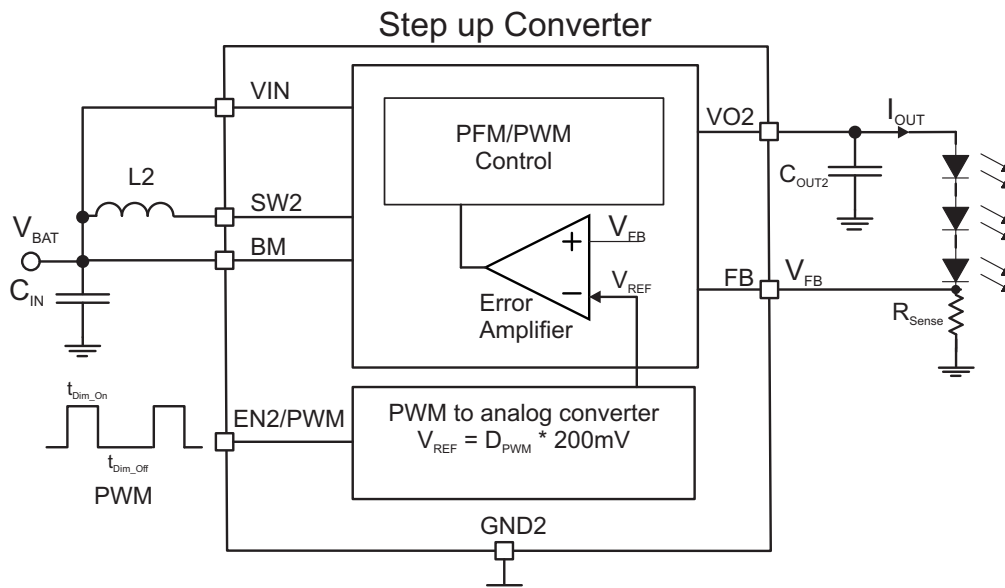 Step up Converter
VIN
VO2
I_OUT
PFM/PWM
Control
L2
C_OUT2
SW2
V_BAT
V_FB
BM
FB
V_FB
C_IN
V_REF
Error
Amplifier
R_Sense
t_Dim_On
EN2/PWM
PWM to analog converter
V_REF = D_PWM * 200mV
t_Dim_Off
PWM
GND2